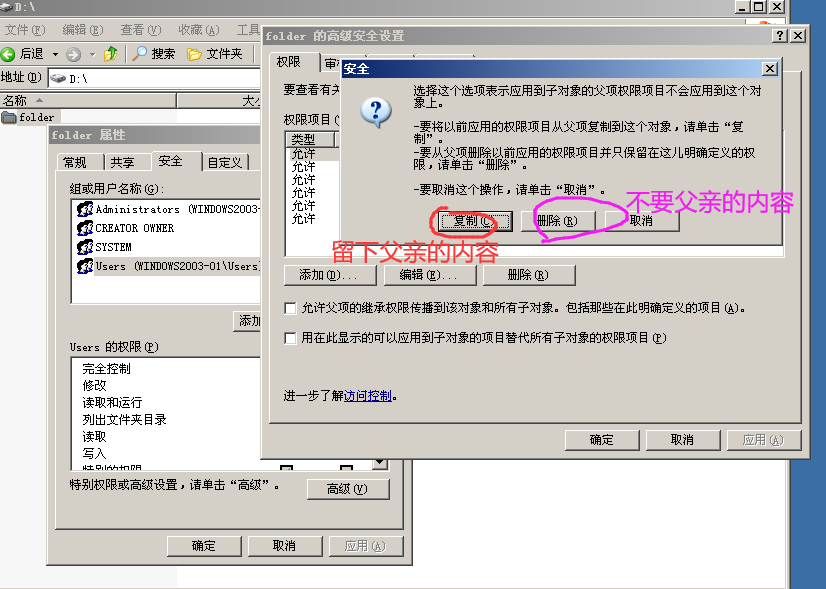 D:\
文件(F) 编辑(E) 查看(V) 收藏(A) 工具
后退 搜索 文件夹
地址(D) D:\
名称 大小
folder
folder 属性
常规 共享 安全 自定义
组或用户名称(G):
Administrators (WINDOWS2003-
CREATOR OWNER
SYSTEM
Users (WINDOWS2003-01\Users)
添加
Users 的权限(P)
完全控制
修改
读取和运行
列出文件夹目录
读取
写入
特别的权限
特别权限或高级设置，请单击“高级”。
高级(V)
确定 取消 应用(A)
folder 的高级安全设置
权限 审
要查看有关
权限项目(
类型
允许
允许
允许
允许
允许
允许
安全
选择这个选项表示应用到子对象的父项权限项目不会应用到这个对
象上。
-要将以前应用的权限项目从父项复制到这个对象，请单击“复
制”。
-要从父项删除以前应用的权限项目并只保留在这儿明确定义的权
限，请单击“删除”。
-要取消这个操作，请单击“取消”。
复制(C) 删除(R) 取消
不要父亲的内容
留下父亲的内容
添加(D)... 编辑(E)... 删除(R)
允许父项的继承权限传播到该对象和所有子对象。包括那些在此明确定义的项目(A)。
用在此显示的可以应用到子对象的项目替代所有子对象的权限项目(P)
进一步了解访问控制。
确定 取消 应用(A)